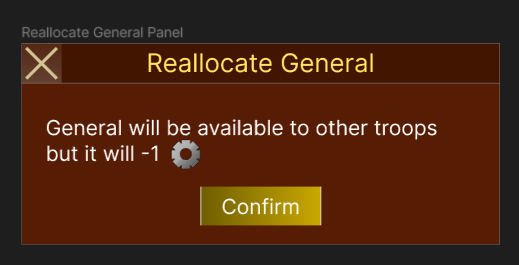 Reallocate General Panel
Reallocate General
General will be available to other troops
but it will -1
Confirm